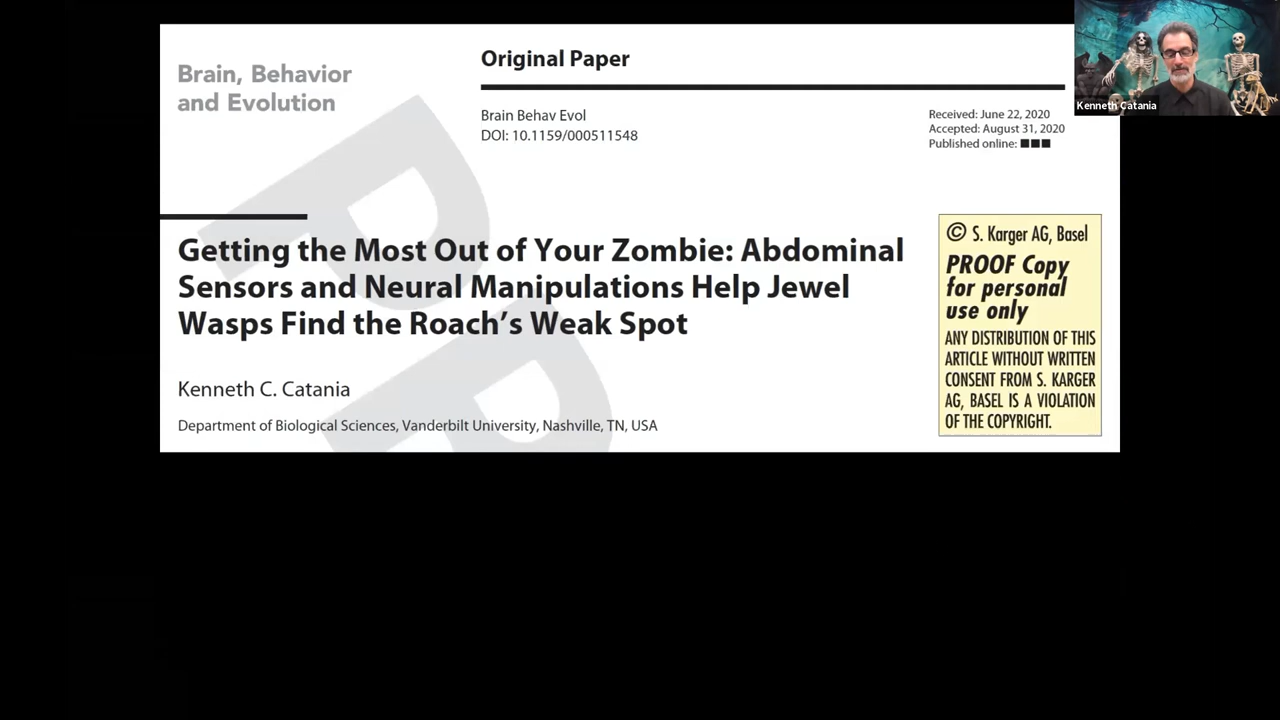 Brain, Behavior
and Evolution
Original Paper
Brain Behav Evol
DOI: 10.1159/000511548
Received: June 22, 2020
Accepted: August 31, 2020
Published online: ■■■
Kenneth Catania
Getting the Most Out of Your Zombie: Abdominal
Sensors and Neural Manipulations Help Jewel
Wasps Find the Roach's Weak Spot
Kenneth C. Catania
Department of Biological Sciences, Vanderbilt University, Nashville, TN, USA
© S. Karger AG, Basel
PROOF Copy
for personal
use only
ANY DISTRIBUTION OF THIS
ARTICLE WITHOUT WRITTEN
CONSENT FROM S. KARGER
AG, BASEL IS A VIOLATION
OF THE COPYRIGHT.